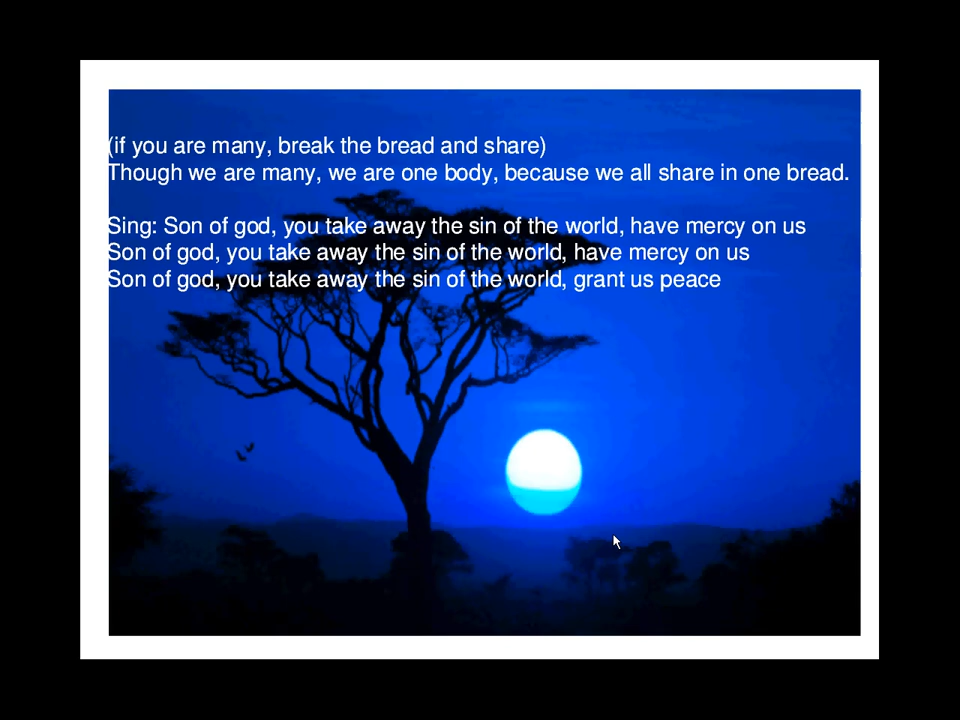 (if you are many, break the bread and share)
Though we are many, we are one body, because we all share in one bread.
Sing: Son of god, you take away the sin of the world, have mercy on us
Son of god, you take away the sin of the world, have mercy on us
Son of god, you take away the sin of the world, grant us peace